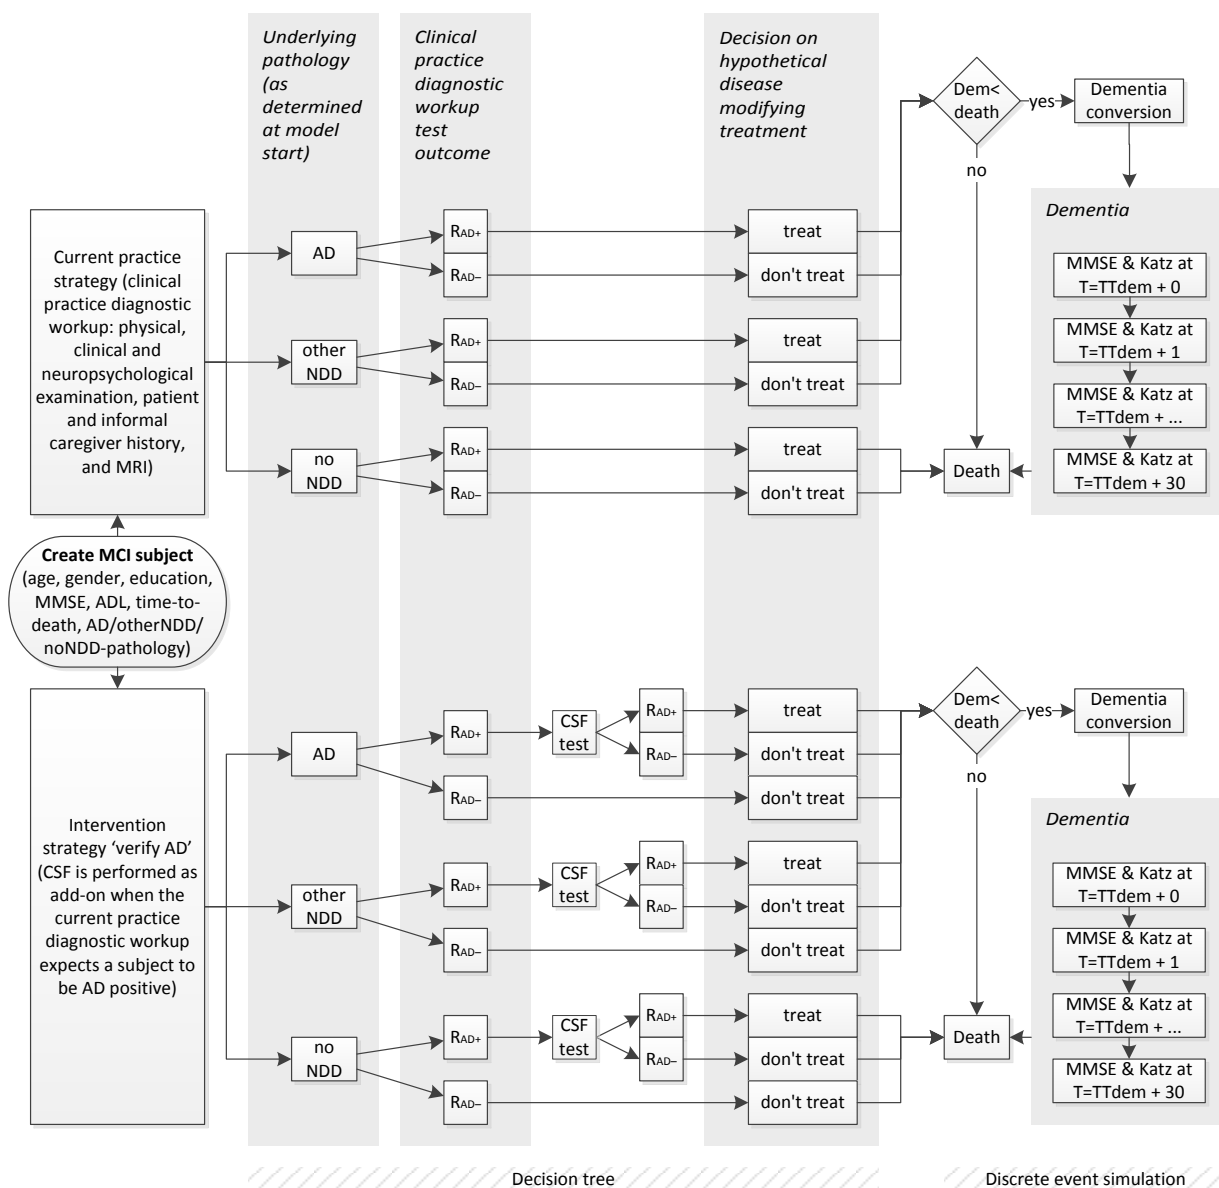 Underlying
pathology
(as
determined
at model
start)
Clinical
practice
diagnostic
workup
test
outcome
Decision on
hypothetical
disease
modifying
treatment
Dem<
death
yes
Dementia
conversion
no
Current practice
strategy (clinical
practice diagnostic
workup: physical,
clinical and
neuropsychological
examination, patient
and informal
caregiver history,
and MRI)
AD
RAD+
RAD–
treat
don't treat
other
NDD
RAD+
RAD–
treat
don't treat
no
NDD
RAD+
RAD–
treat
don't treat
Death
Dementia
MMSE & Katz at
T=TTdem + 0
MMSE & Katz at
T=TTdem + 1
MMSE & Katz at
T=TTdem + ...
MMSE & Katz at
T=TTdem + 30
Create MCI subject
(age, gender, education,
MMSE, ADL, time-to-
death, AD/otherNDD/
noNDD-pathology)
Intervention
strategy ‘verify AD’
(CSF is performed as
add-on when the
current practice
diagnostic workup
expects a subject to
be AD positive)
AD
RAD+
RAD–
CSF
test
RAD+
RAD–
treat
don't treat
don't treat
other
NDD
RAD+
RAD–
CSF
test
RAD+
RAD–
treat
don't treat
don't treat
no
NDD
RAD+
RAD–
CSF
test
RAD+
RAD–
treat
don't treat
don't treat
Dem<
death
yes
Dementia
conversion
no
Death
Dementia
MMSE & Katz at
T=TTdem + 0
MMSE & Katz at
T=TTdem + 1
MMSE & Katz at
T=TTdem + ...
MMSE & Katz at
T=TTdem + 30
Decision tree
Discrete event simulation